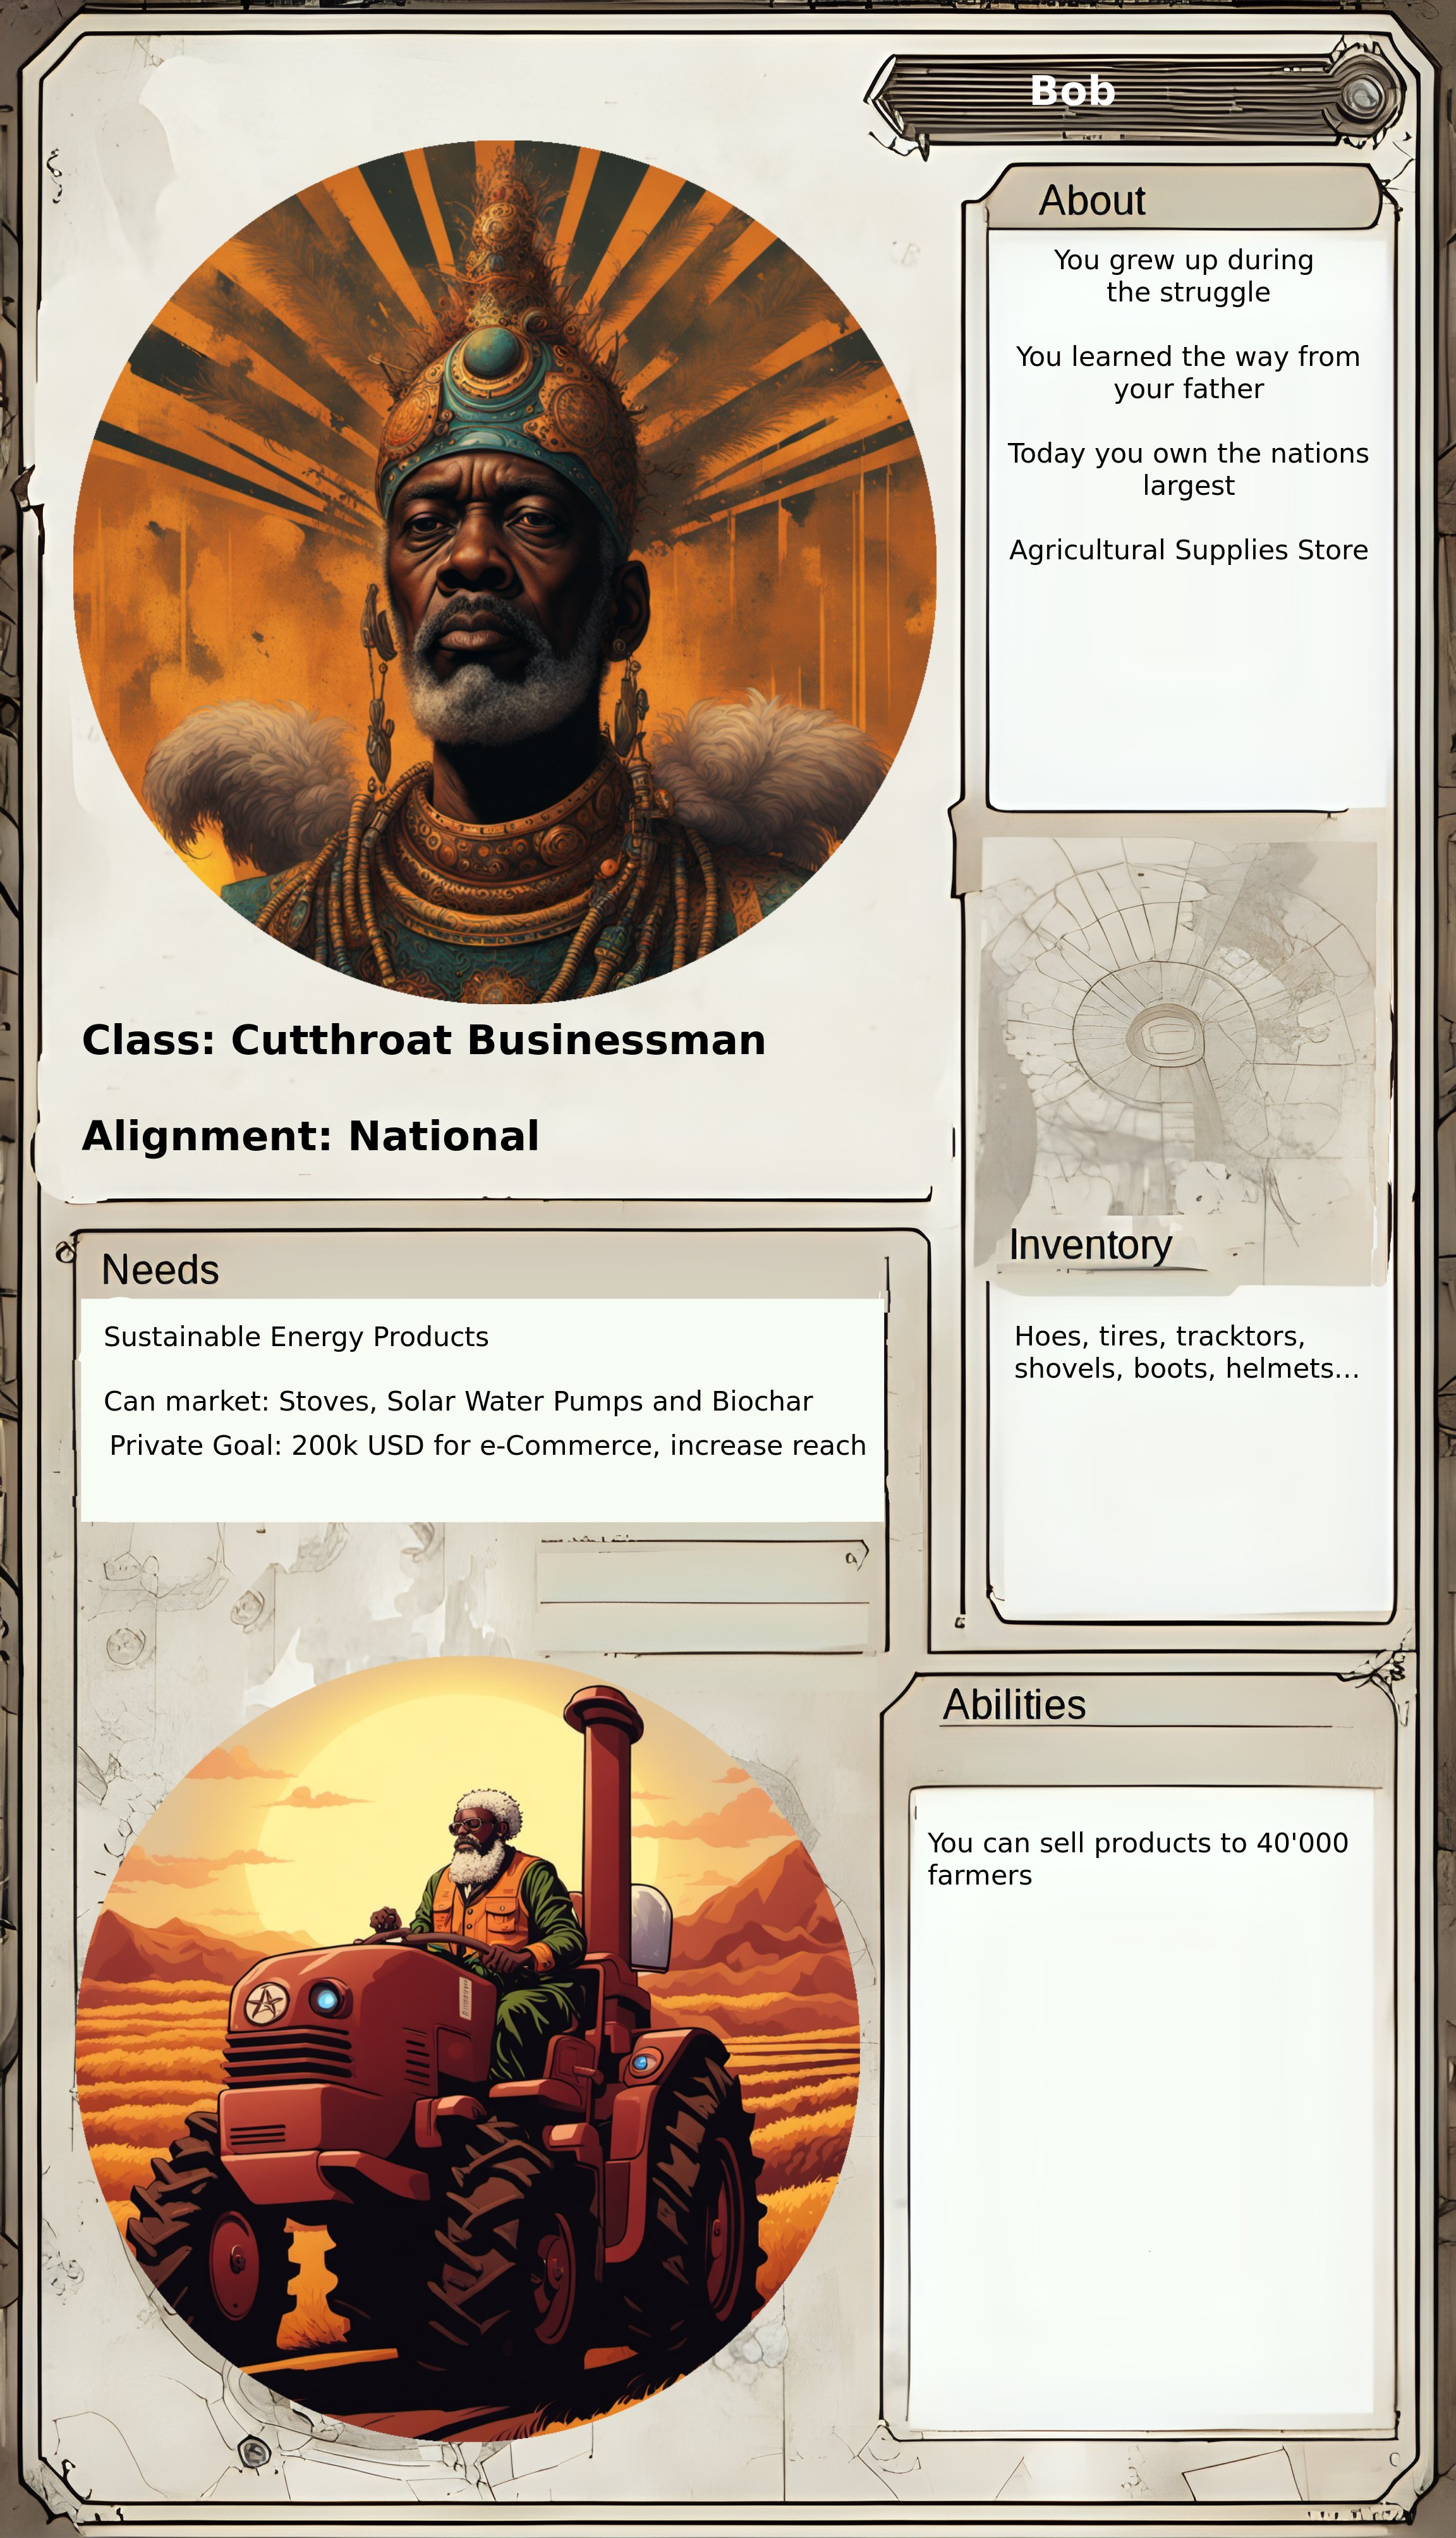 Bob
About
You grew up during
the struggle
You learned the way from
your father
Today you own the nations
largest
Agricultural Supplies Store
Class: Cutthroat Businessman
Alignment: National
Needs
Sustainable Energy Products
Can market: Stoves, Solar Water Pumps and Biochar
Private Goal: 200k USD for e-Commerce, increase reach
Inventory
Hoes, tires, tracktors,
shovels, boots, helmets...
Abilities
You can sell products to 40'000
farmers